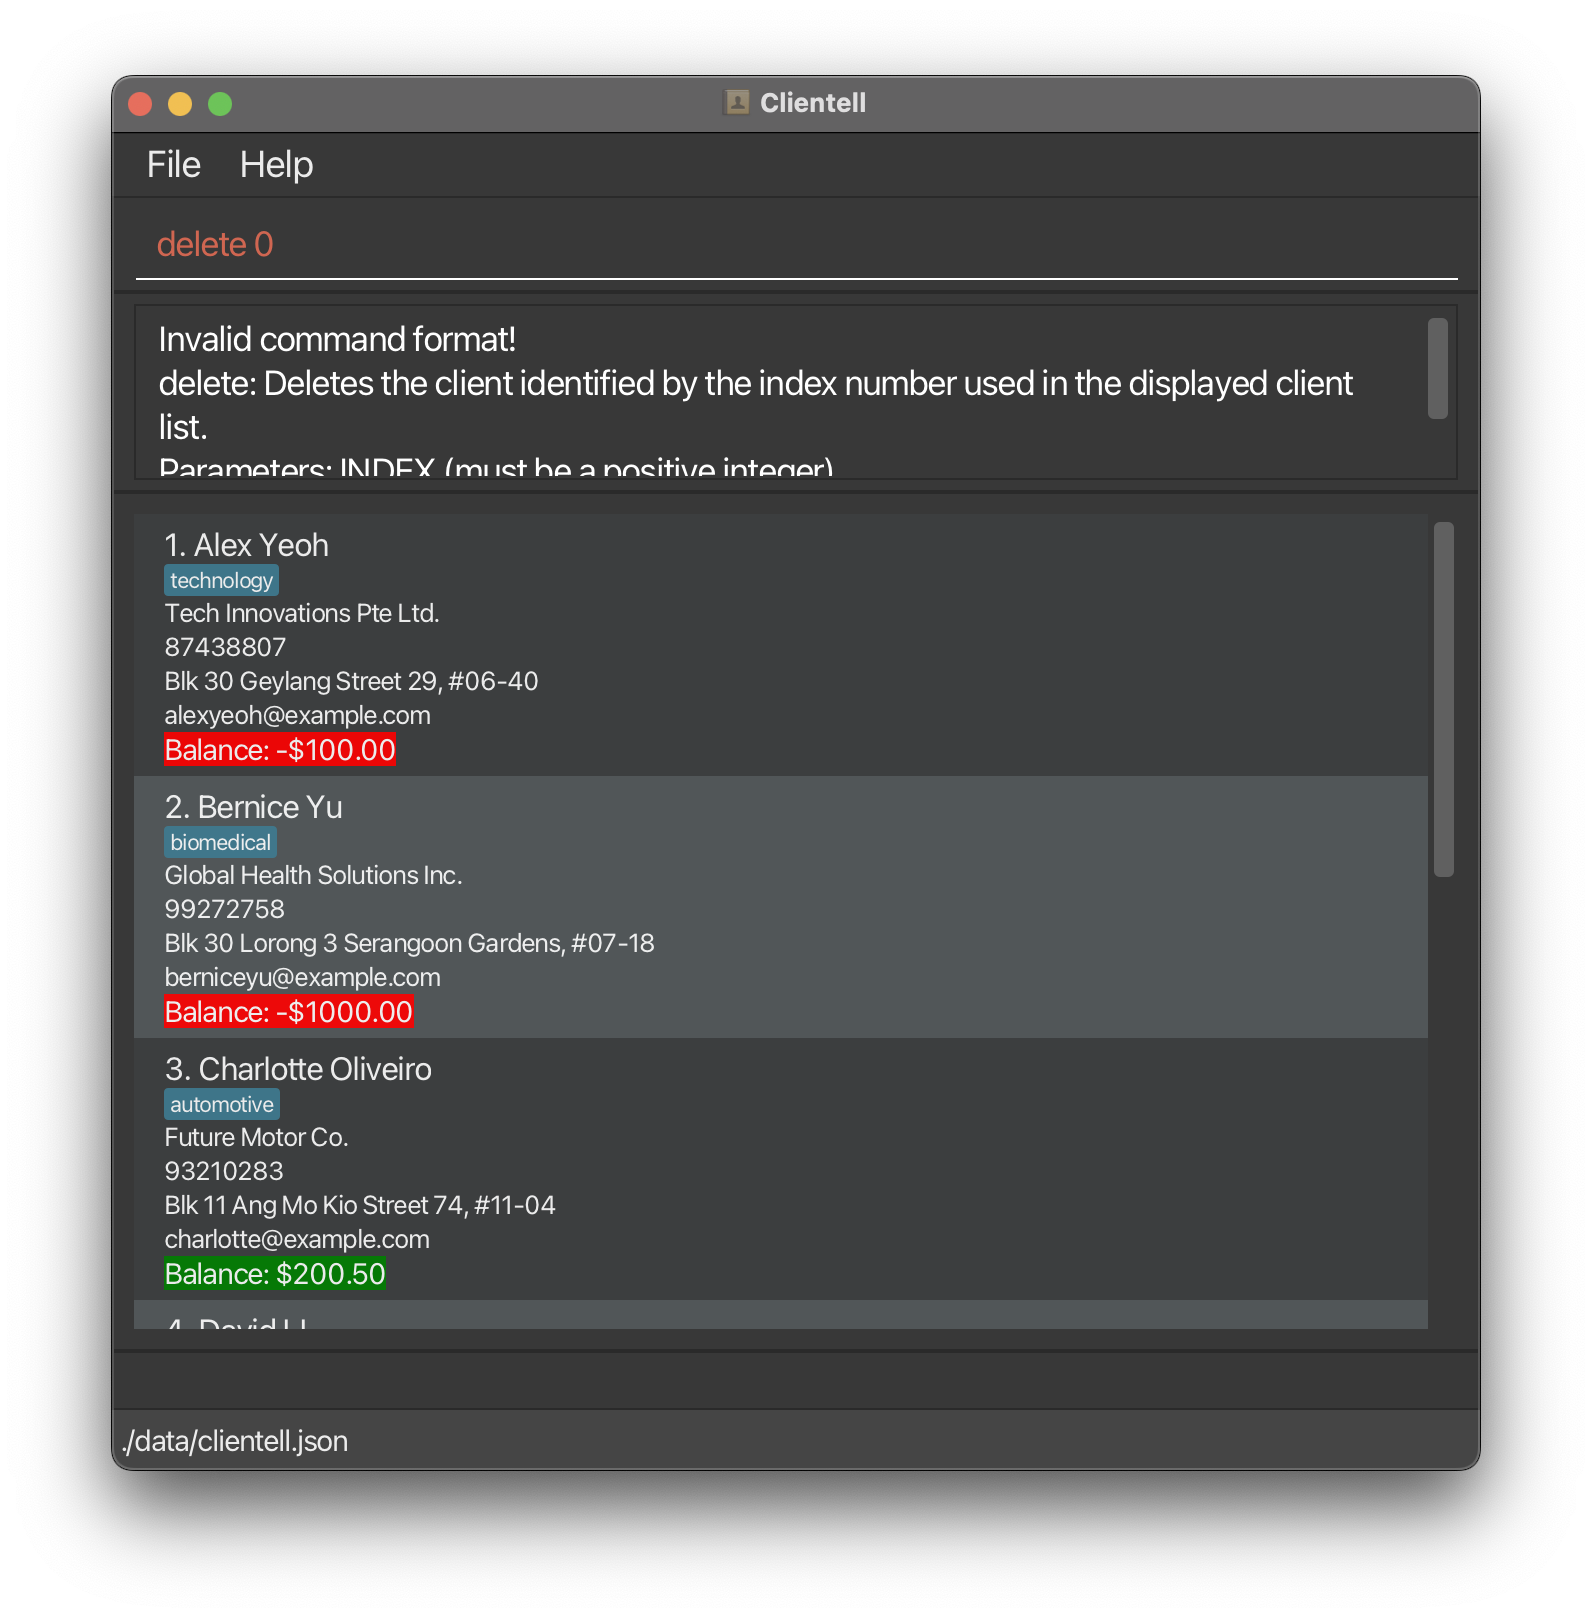 Clientell
File Help
delete 0
Invalid command format!
delete: Deletes the client identified by the index number used in the displayed client
list.
Parameters: INDEX (must be a positive integer)
1. Alex Yeoh
technology
Tech Innovations Pte Ltd.
87438807
Blk 30 Geylang Street 29, #06-40
alexyeoh@example.com
Balance: -$100.00
2. Bernice Yu
biomedical
Global Health Solutions Inc.
99272758
Blk 30 Lorong 3 Serangoon Gardens, #07-18
berniceyu@example.com
Balance: -$1000.00
3. Charlotte Oliveiro
automotive
Future Motor Co.
93210283
Blk 11 Ang Mo Kio Street 74, #11-04
charlotte@example.com
Balance: $200.50
4. David
./data/clientell.json